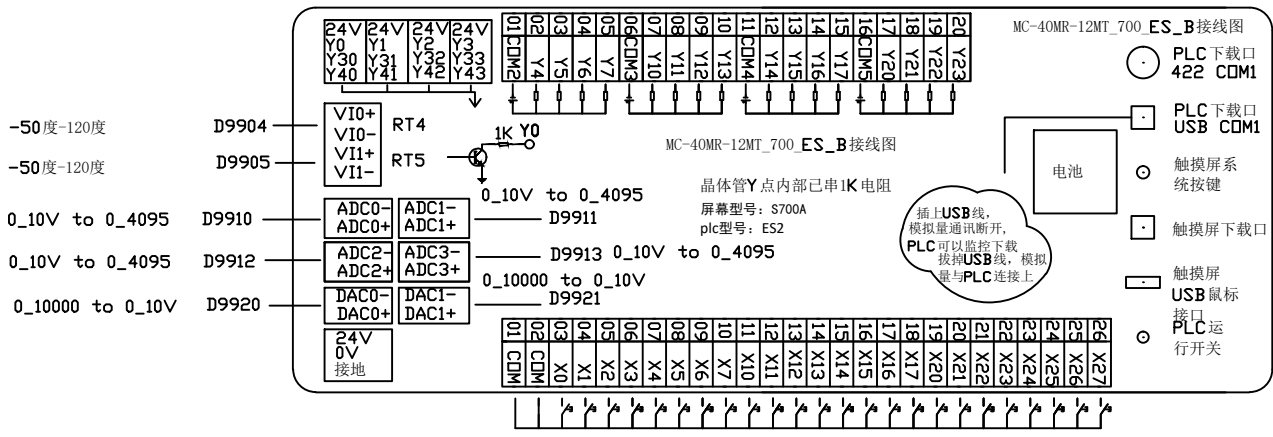 MC-40MR-12MT_700_ES_B接线图
24V 24V 24V 24V
Y0 Y1 Y2 Y3
Y30 Y31 Y32 Y33
Y40 Y41 Y42 Y43
01 02 03 04 05 06 07 08 09 10 11 12 13 14 15 16 17 18 19 20
COM2 Y4 Y5 Y6 Y7 COM3 Y10 Y11 Y12 Y13 COM4 Y14 Y15 Y16 Y17 COM5 Y20 Y21 Y22 Y23
PLC下载口
422 COM1
-50度-120度 D9904
VI0+
VI0-
RT4
-50度-120度 D9905
VI1+
VI1-
RT5
1K Y0
MC-40MR-12MT_700_ES_B接线图
PLC下载口
USB COM1
晶体管Y点内部已串1K电阻
屏幕型号：S700A
plc型号：ES2
电池
触摸屏系
统按键
0_10V to 0_4095 D9910
ADC0-
ADC0+
ADC1-
ADC1+
D9911
0_10V to 0_4095
插上USB线，
模拟量通讯断开，
PLC可以监控下载
拔掉USB线，模拟
量与PLC连接上
触摸屏下载口
0_10V to 0_4095 D9912
ADC2-
ADC2+
ADC3-
ADC3+
D9913 0_10V to 0_4095
0_10000 to 0_10V D9920
DAC0-
DAC0+
DAC1-
DAC1+
0_10000 to 0_10V
D9921
触摸屏
USB鼠标
接口
24V
0V
接地
PLC运
行开关
01 02 03 04 05 06 07 08 09 10 11 12 13 14 15 16 17 18 19 20 21 22 23 24 25 26
COM COM X0 X1 X2 X3 X4 X5 X6 X7 X10 X11 X12 X13 X14 X15 X16 X17 X20 X21 X22 X23 X24 X25 X26 X27